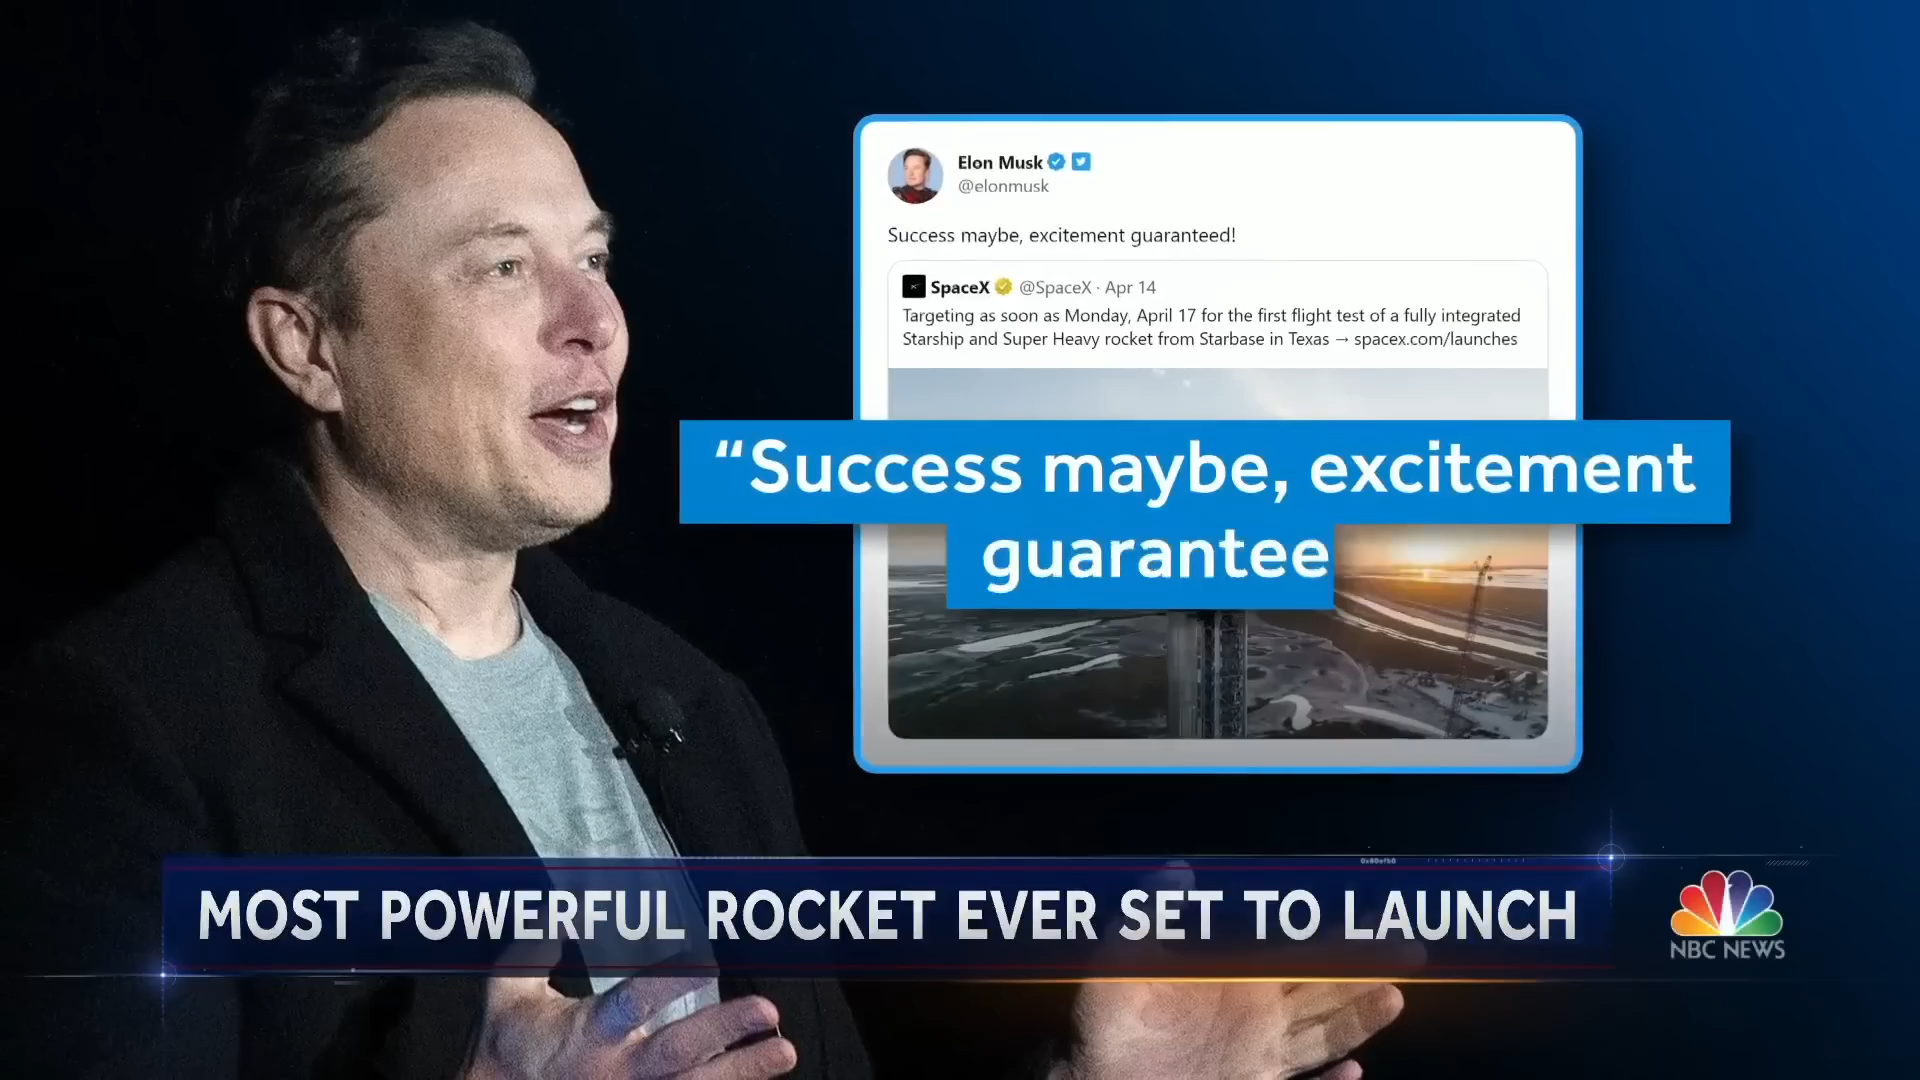 Elon Musk
@elonmusk
Success maybe, excitement guaranteed!
SpaceX @SpaceX · Apr 14
Targeting as soon as Monday, April 17 for the first flight test of a fully integrated
Starship and Super Heavy rocket from Starbase in Texas → spacex.com/launches
“Success maybe, excitement
guarantee
MOST POWERFUL ROCKET EVER SET TO LAUNCH
NBC NEWS